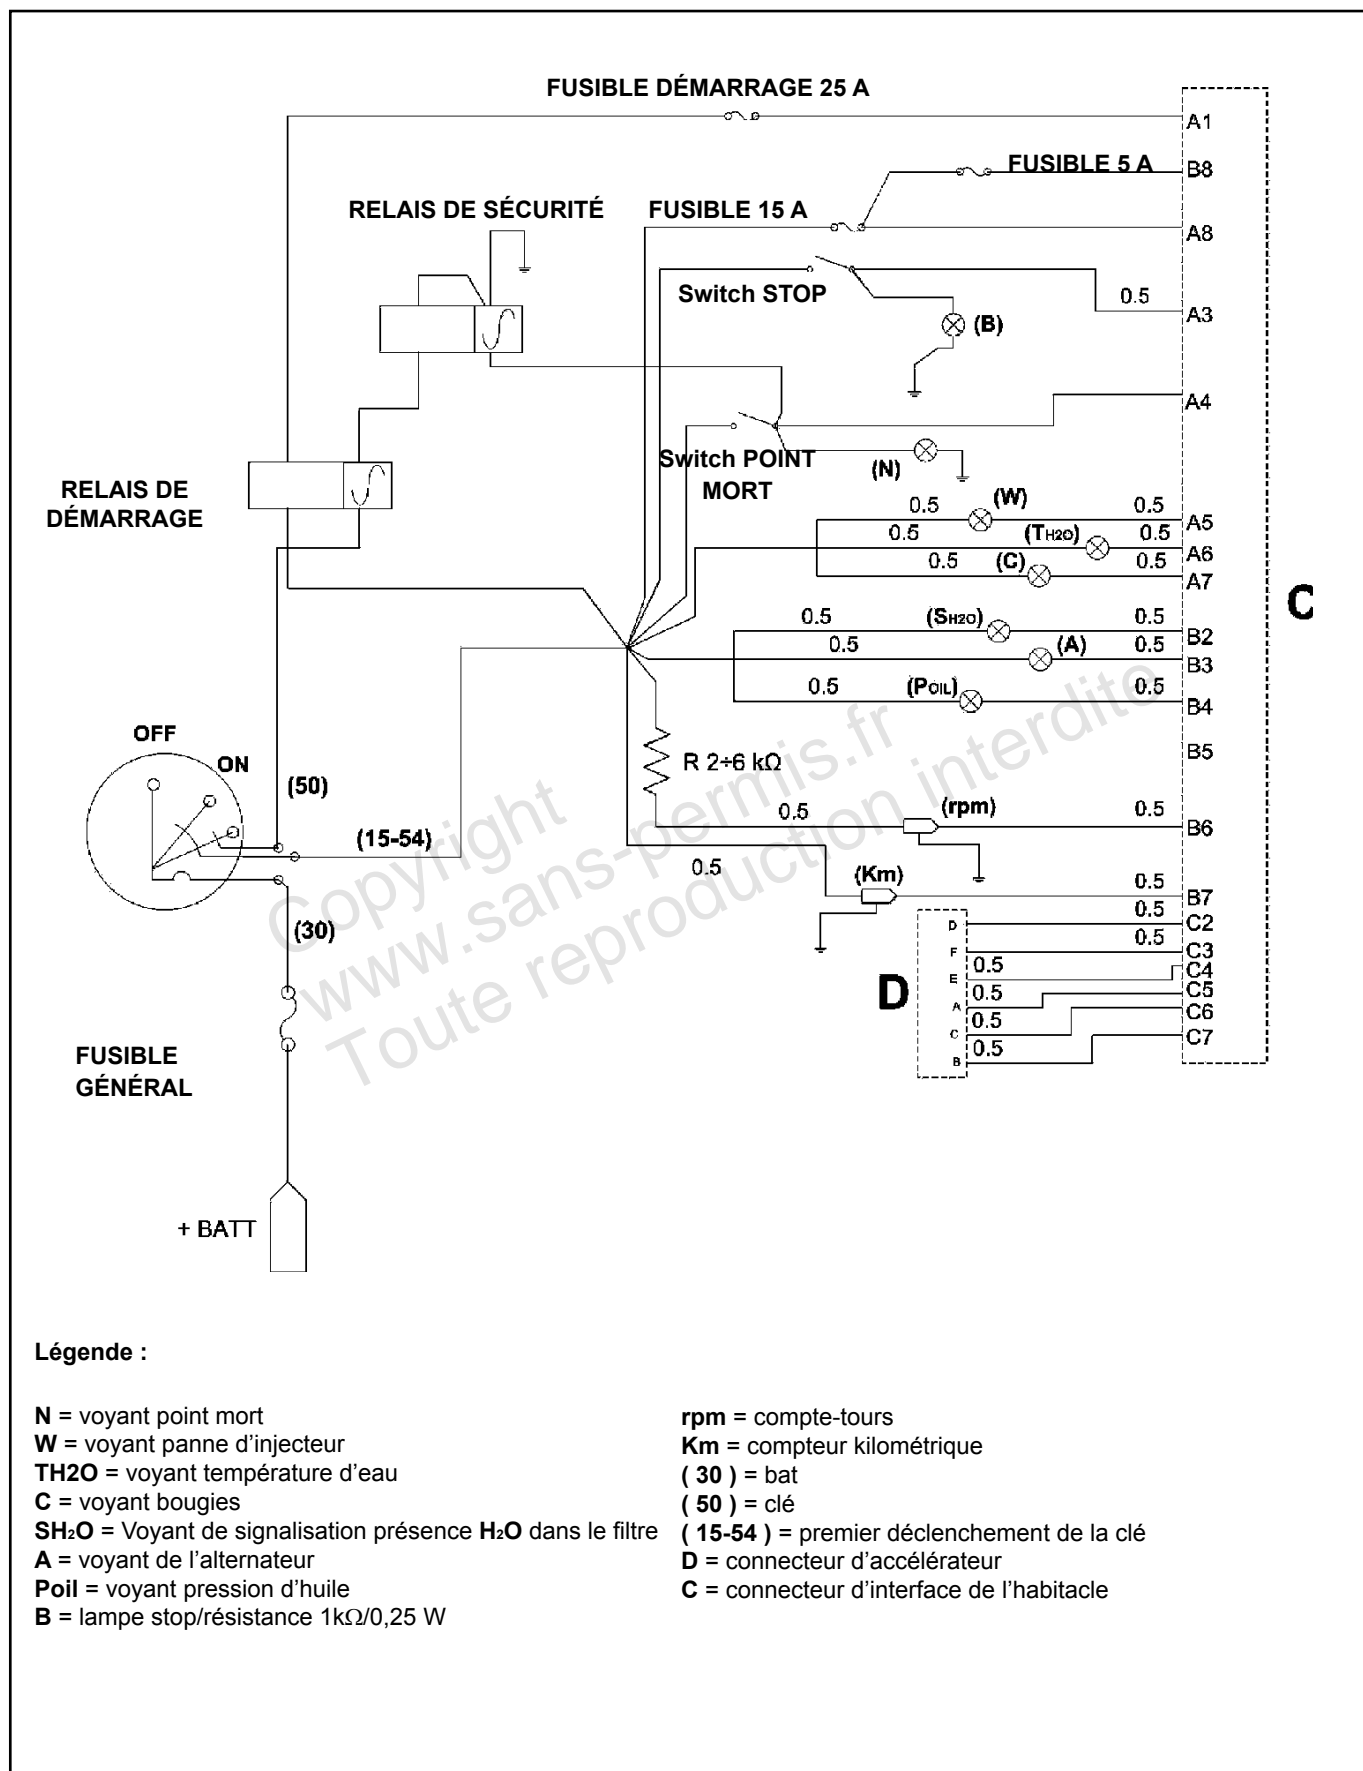 FUSIBLE DÉMARRAGE 25 A
A1
FUSIBLE 5 A
B8
RELAIS DE SÉCURITÉ
FUSIBLE 15 A
A8
Switch STOP
0.5
A3
(B)
A4
Switch POINT
MORT
(N)
RELAIS DE
DÉMARRAGE
0.5
(W)
0.5
A5
0.5
(TH2O)
0.5
A6
0.5
(C)
0.5
A7
C
0.5
(SH2O)
0.5
B2
0.5
(A)
0.5
B3
0.5
(POIL)
0.5
B4
OFF
ON
R 2÷6 kΩ
B5
(50)
(15-54)
0.5
(rpm)
0.5
B6
0.5
(Km)
0.5
B7
(30)
D
D
0.5
C2
F
0.5
C3
E
0.5
C4
A
0.5
C5
C
0.5
C6
B
0.5
C7
FUSIBLE
GÉNÉRAL
+ BATT
Copyright
www.sans-permis.fr
Toute reproduction interdite
Légende :
N = voyant point mort
W = voyant panne d’injecteur
TH2O = voyant température d’eau
C = voyant bougies
SH₂O = Voyant de signalisation présence H₂O dans le filtre
A = voyant de l’alternateur
Poil = voyant pression d’huile
B = lampe stop/résistance 1kΩ/0,25 W
rpm = compte-tours
Km = compteur kilométrique
( 30 ) = bat
( 50 ) = clé
( 15-54 ) = premier déclenchement de la clé
D = connecteur d’accélérateur
C = connecteur d’interface de l’habitacle